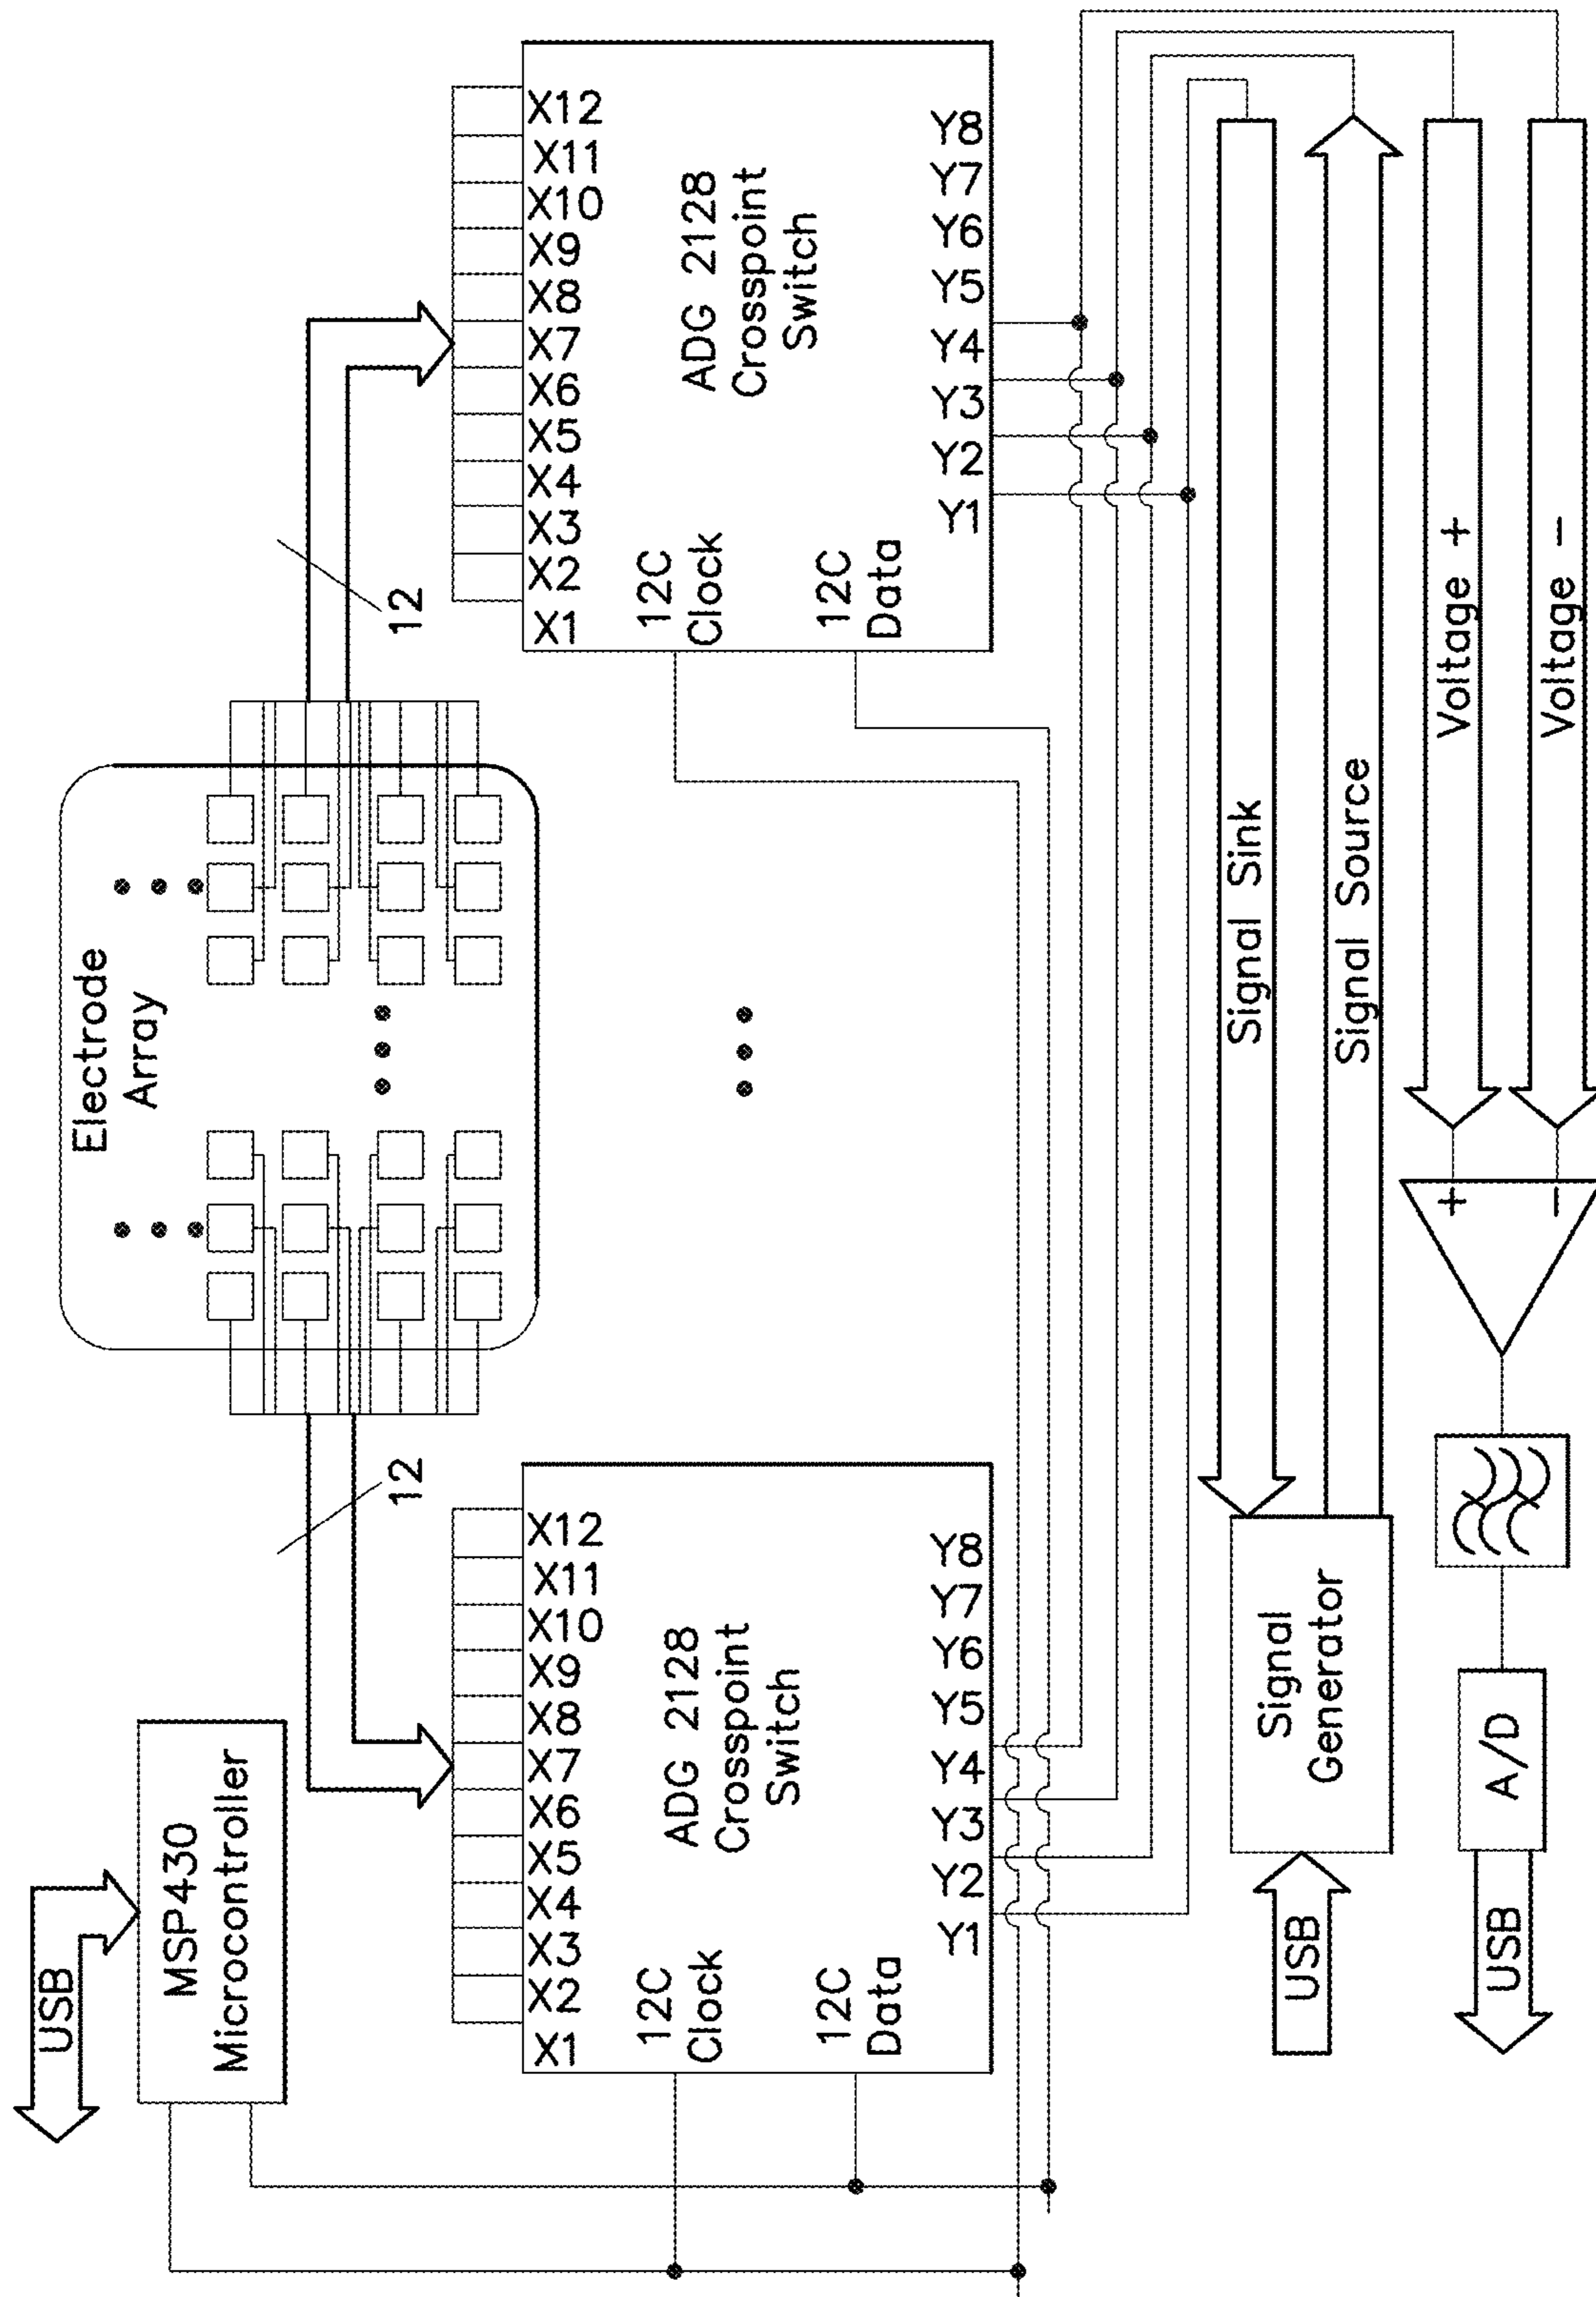 USB
MSP430
Microcontroller
Electrode
Array
12
12
X1
X2
X3
X4
X5
X6
X7
X8
X9
X10
X11
X12
12C
Clock
12C
Data
ADG 2128
Crosspoint
Switch
Y1
Y2
Y3
Y4
Y5
Y6
Y7
Y8
X1
X2
X3
X4
X5
X6
X7
X8
X9
X10
X11
X12
12C
Clock
12C
Data
ADG 2128
Crosspoint
Switch
Y1
Y2
Y3
Y4
Y5
Y6
Y7
Y8
USB
Signal
Generator
Signal Sink
Signal Source
USB
A/D
+
−
Voltage +
Voltage −